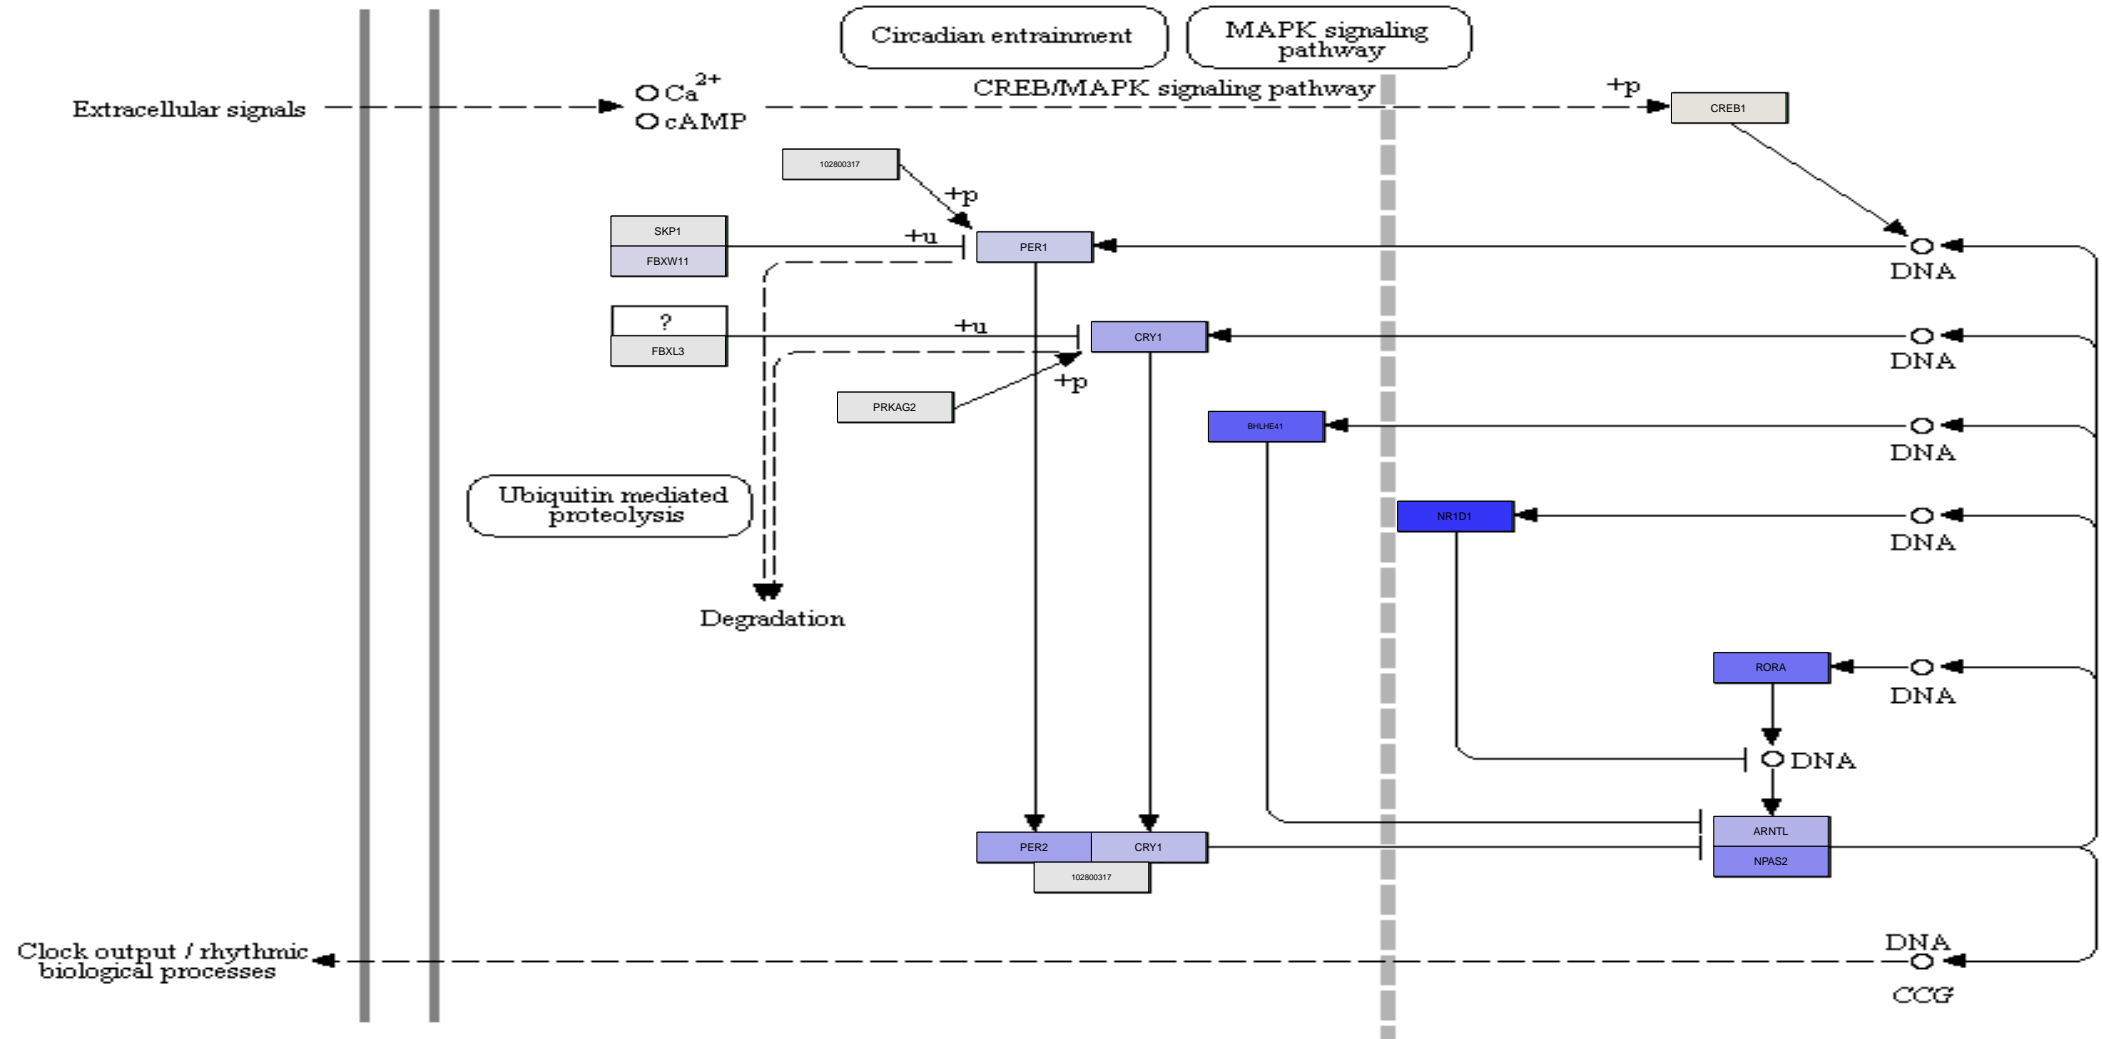 Circadian entrainment
MAPK signaling
pathway
Extracellular signals
Ca2+
cAMP
CREB/MAPK signaling pathway
+p
CREB1
102800317
+p
SKP1
FBXW11
+u
PER1
DNA
?
FBXL3
+u
CRY1
DNA
PRKAG2
+p
BHLHE41
DNA
Ubiquitin mediated
proteolysis
NR1D1
DNA
Degradation
RORA
DNA
DNA
PER2
CRY1
102800317
ARNTL
NPAS2
Clock output / rhythmic
biological processes
DNA
CCG